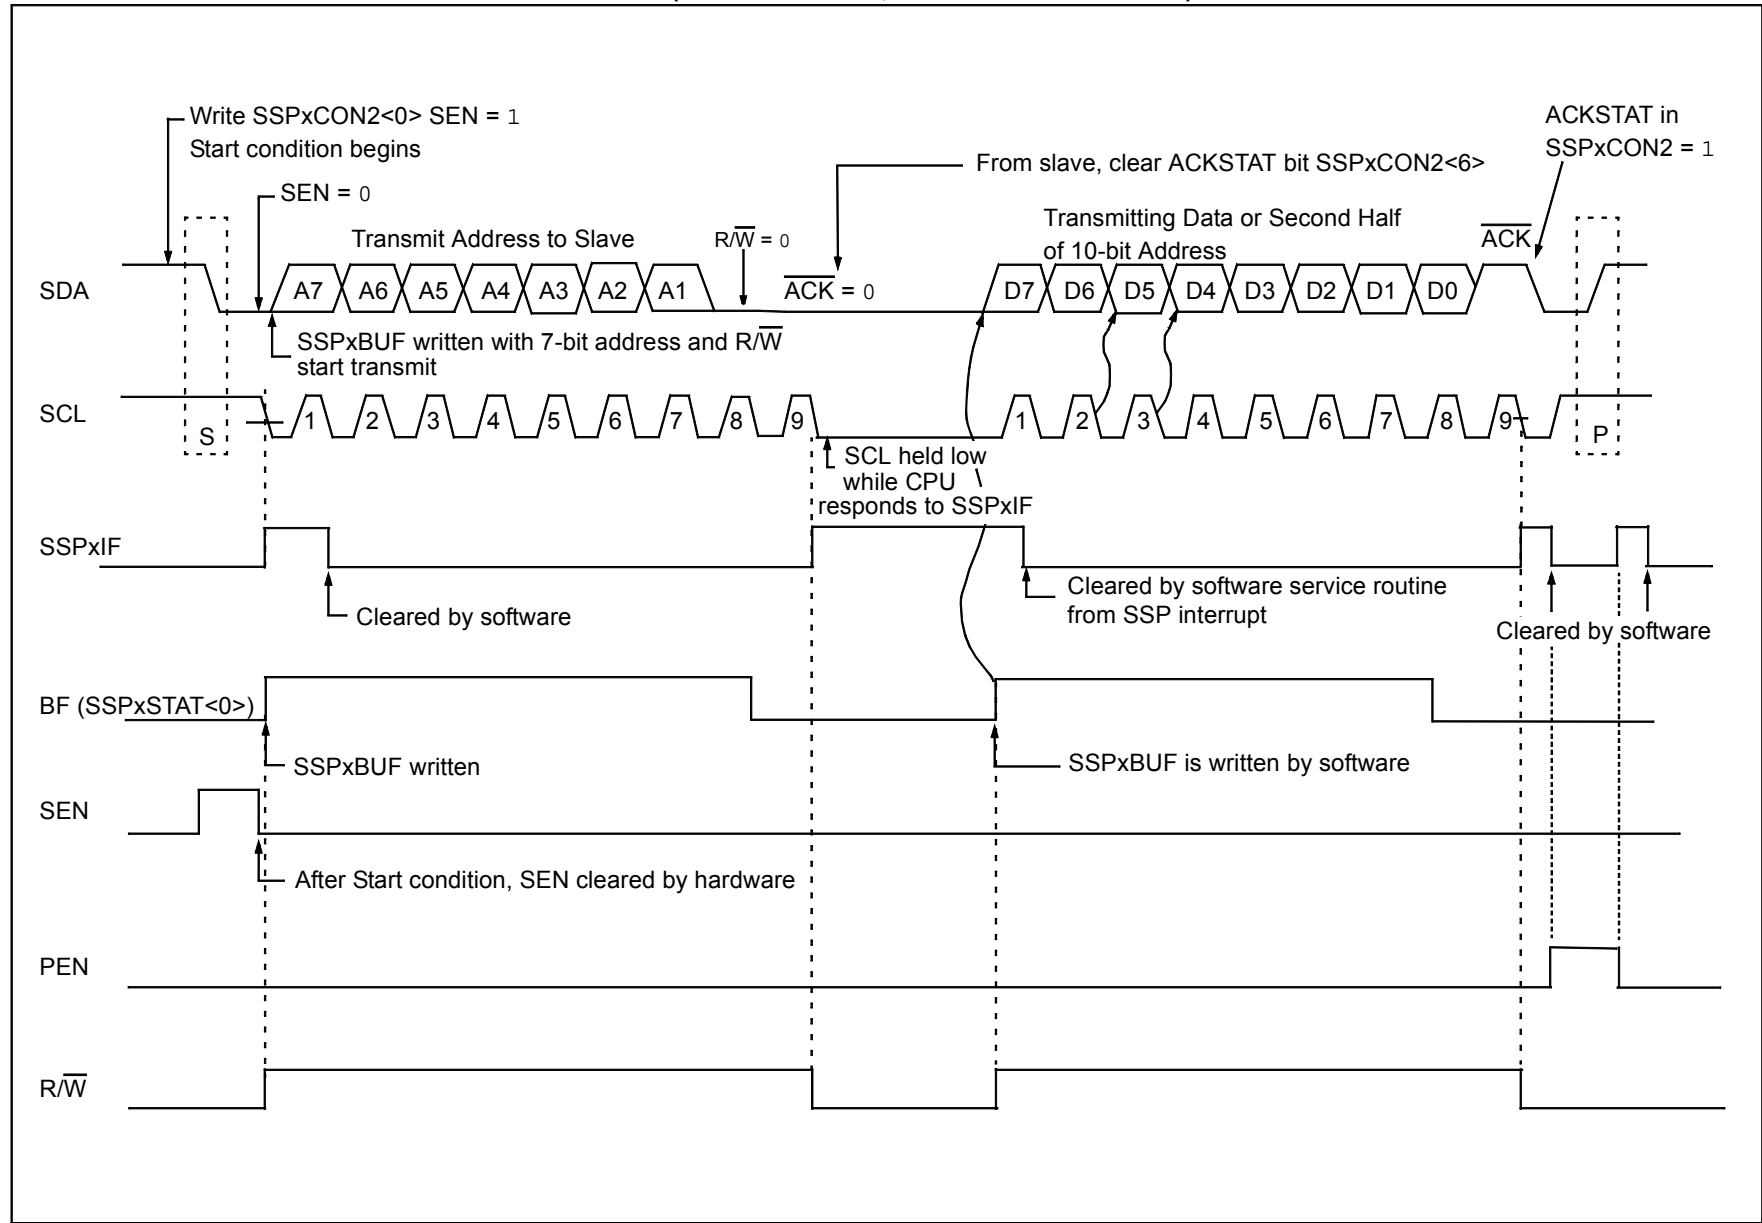 Write SSPxCON2<0> SEN = 1
Start condition begins
ACKSTAT in
SSPxCON2 = 1
From slave, clear ACKSTAT bit SSPxCON2<6>
SEN = 0
Transmitting Data or Second Half
of 10-bit Address
Transmit Address to Slave
R/W̅ = 0
A̅C̅K̅
SDA
A7 A6 A5 A4 A3 A2 A1
A̅C̅K̅ = 0
D7 D6 D5 D4 D3 D2 D1 D0
SSPxBUF written with 7-bit address and R/W̅
start transmit
SCL
S
1 2 3 4 5 6 7 8 9
1 2 3 4 5 6 7 8 9
P
SCL held low
while CPU
responds to SSPxIF
SSPxIF
Cleared by software
Cleared by software service routine
from SSP interrupt
Cleared by software
BF (SSPxSTAT<0>)
SSPxBUF written
SSPxBUF is written by software
SEN
After Start condition, SEN cleared by hardware
PEN
R/W̅